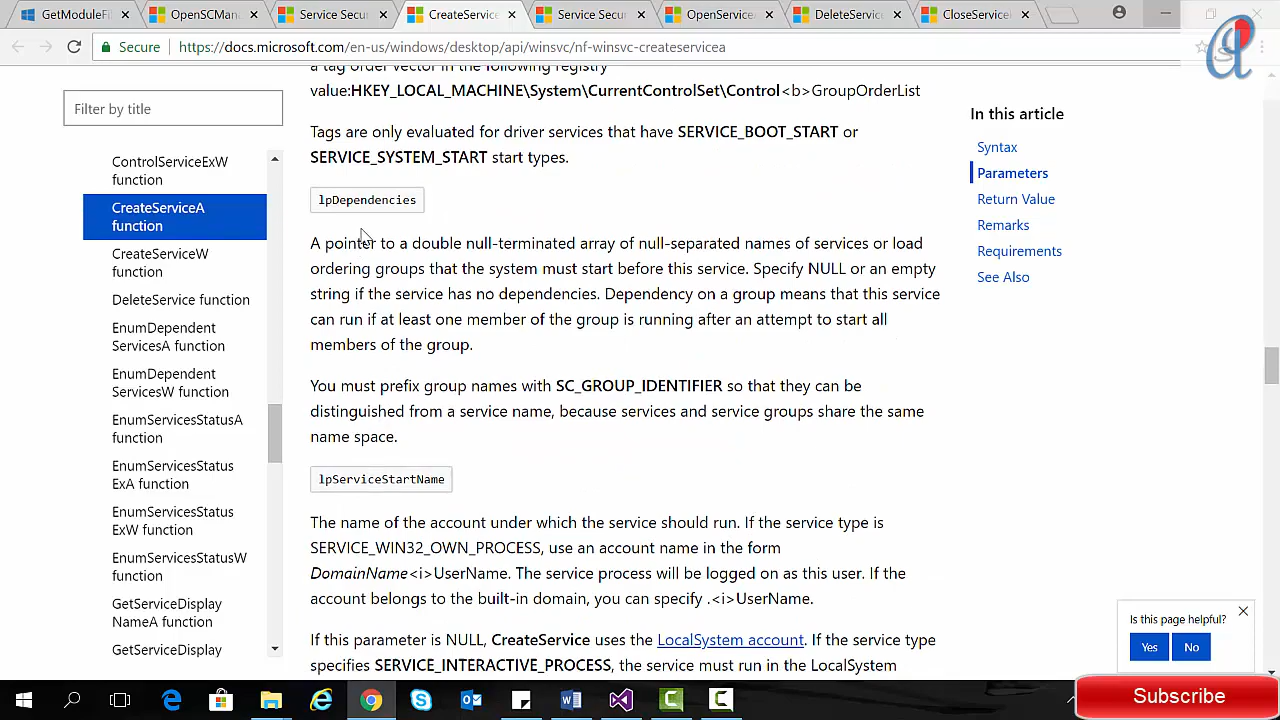 GetModuleFil
OpenSCMan
Service Secur
CreateService
Service Secur
OpenService
DeleteServic
CloseService
Secure
https://docs.microsoft.com/en-us/windows/desktop/api/winsvc/nf-winsvc-createservicea
a tag order vector in the following registry
value:HKEY_LOCAL_MACHINE\System\CurrentControlSet\Control<b>GroupOrderList
Tags are only evaluated for driver services that have SERVICE_BOOT_START or
SERVICE_SYSTEM_START start types.
lpDependencies
A pointer to a double null-terminated array of null-separated names of services or load
ordering groups that the system must start before this service. Specify NULL or an empty
string if the service has no dependencies. Dependency on a group means that this service
can run if at least one member of the group is running after an attempt to start all
members of the group.
You must prefix group names with SC_GROUP_IDENTIFIER so that they can be
distinguished from a service name, because services and service groups share the same
name space.
lpServiceStartName
The name of the account under which the service should run. If the service type is
SERVICE_WIN32_OWN_PROCESS, use an account name in the form
DomainName<i>UserName. The service process will be logged on as this user. If the
account belongs to the built-in domain, you can specify .<i>UserName.
If this parameter is NULL, CreateService uses the LocalSystem account. If the service type
specifies SERVICE_INTERACTIVE_PROCESS, the service must run in the LocalSystem
Filter by title
ControlServiceExW
function
CreateServiceA
function
CreateServiceW
function
DeleteService function
EnumDependent
ServicesA function
EnumDependent
ServicesW function
EnumServicesStatusA
function
EnumServicesStatus
ExA function
EnumServicesStatus
ExW function
EnumServicesStatusW
function
GetServiceDisplay
NameA function
GetServiceDisplay
In this article
Syntax
Parameters
Return Value
Remarks
Requirements
See Also
Is this page helpful?
Yes
No
Subscribe